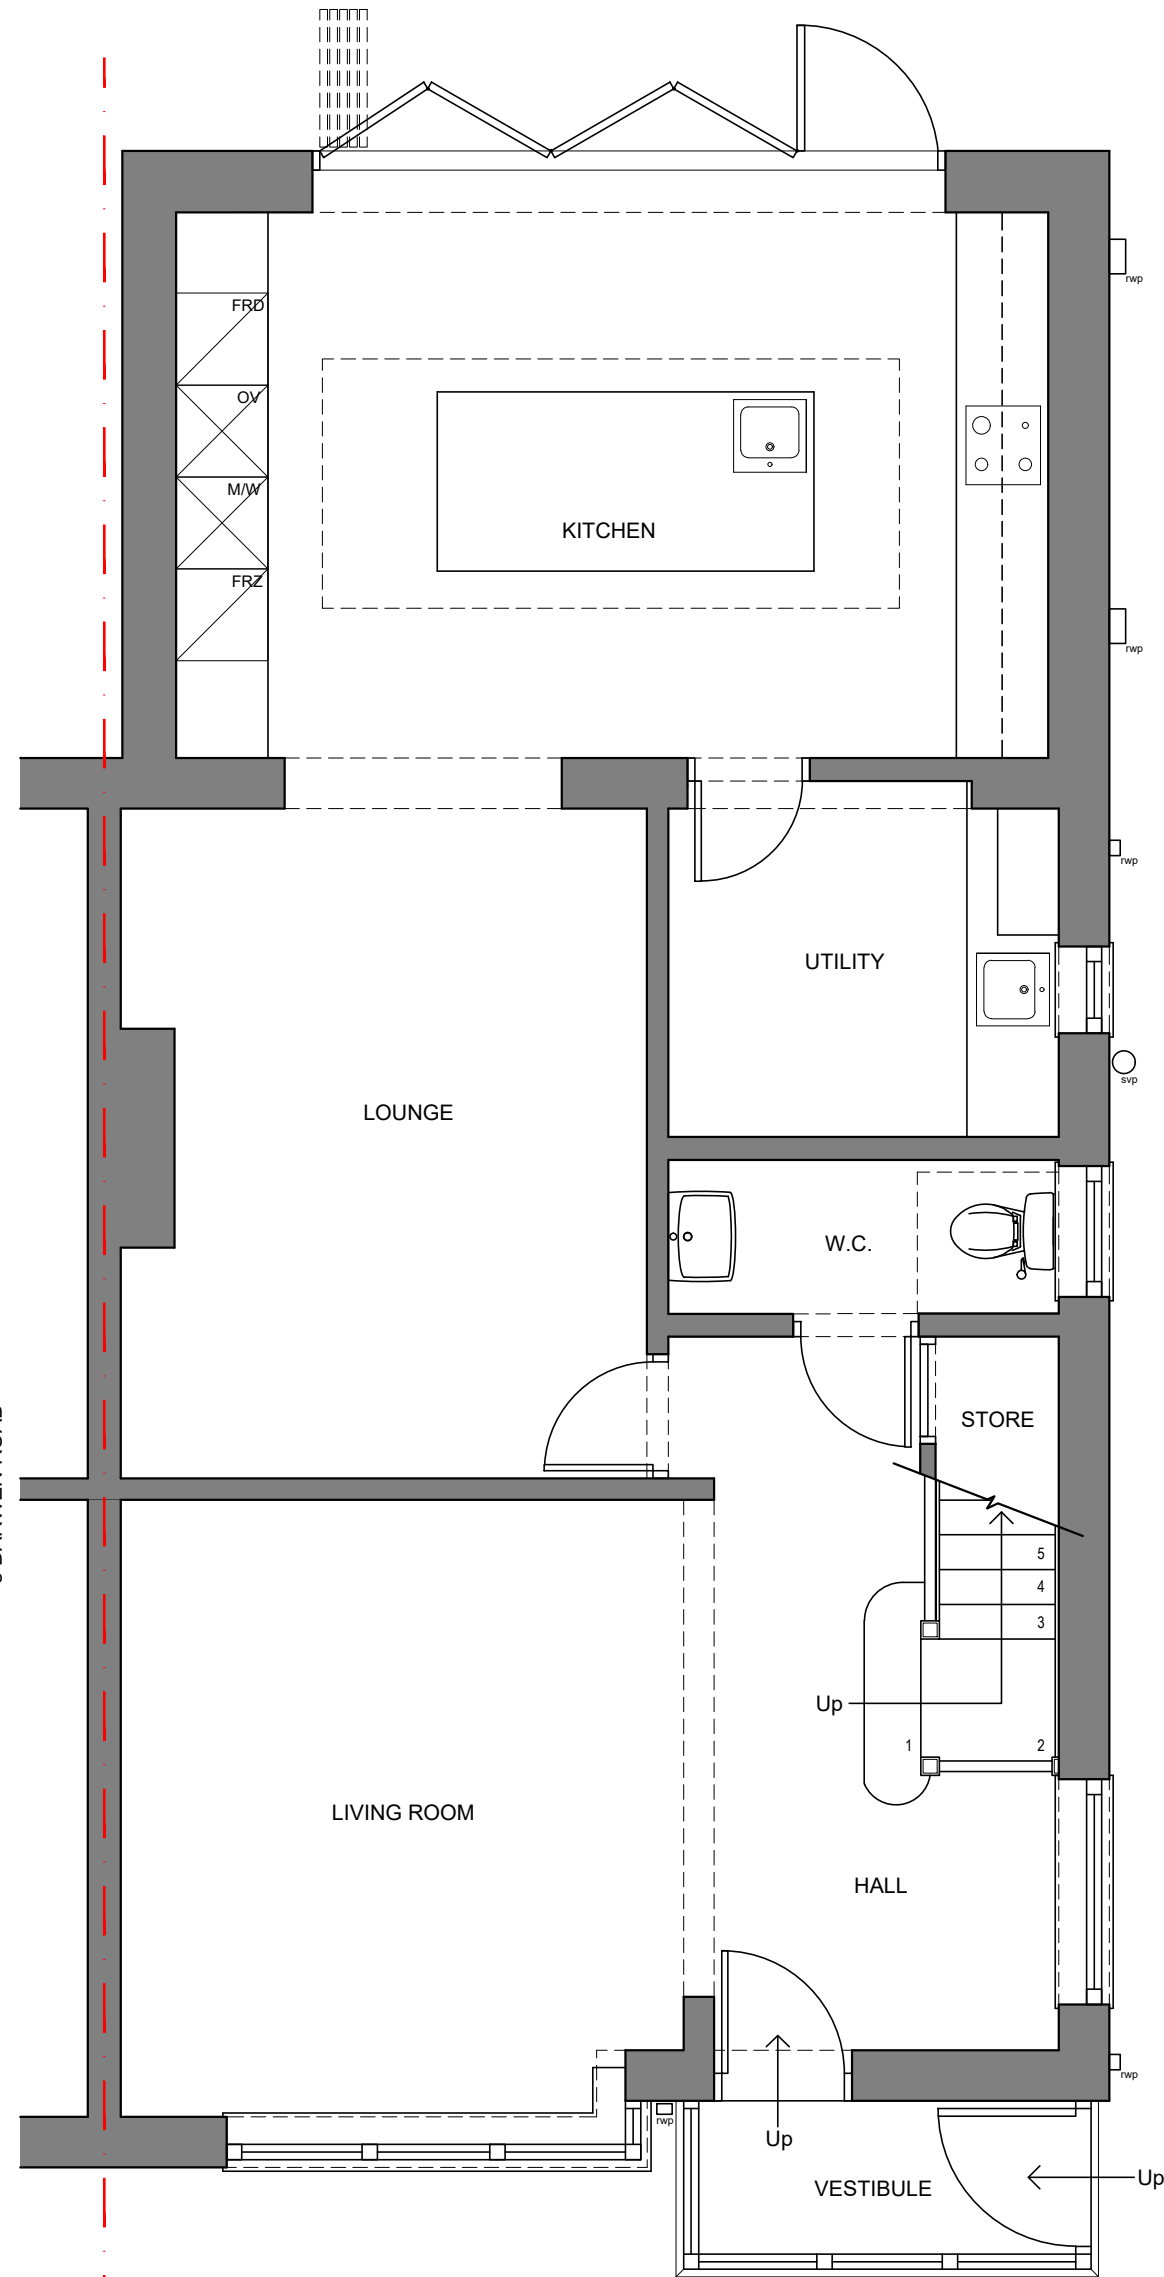 FRD
rwp
OV
M/W
KITCHEN
FRZ
rwp
rwp
UTILITY
svp
LOUNGE
W.C.
STORE
5
4
3
Up
1
2
LIVING ROOM
HALL
rwp
rwp
Up
Up
VESTIBULE